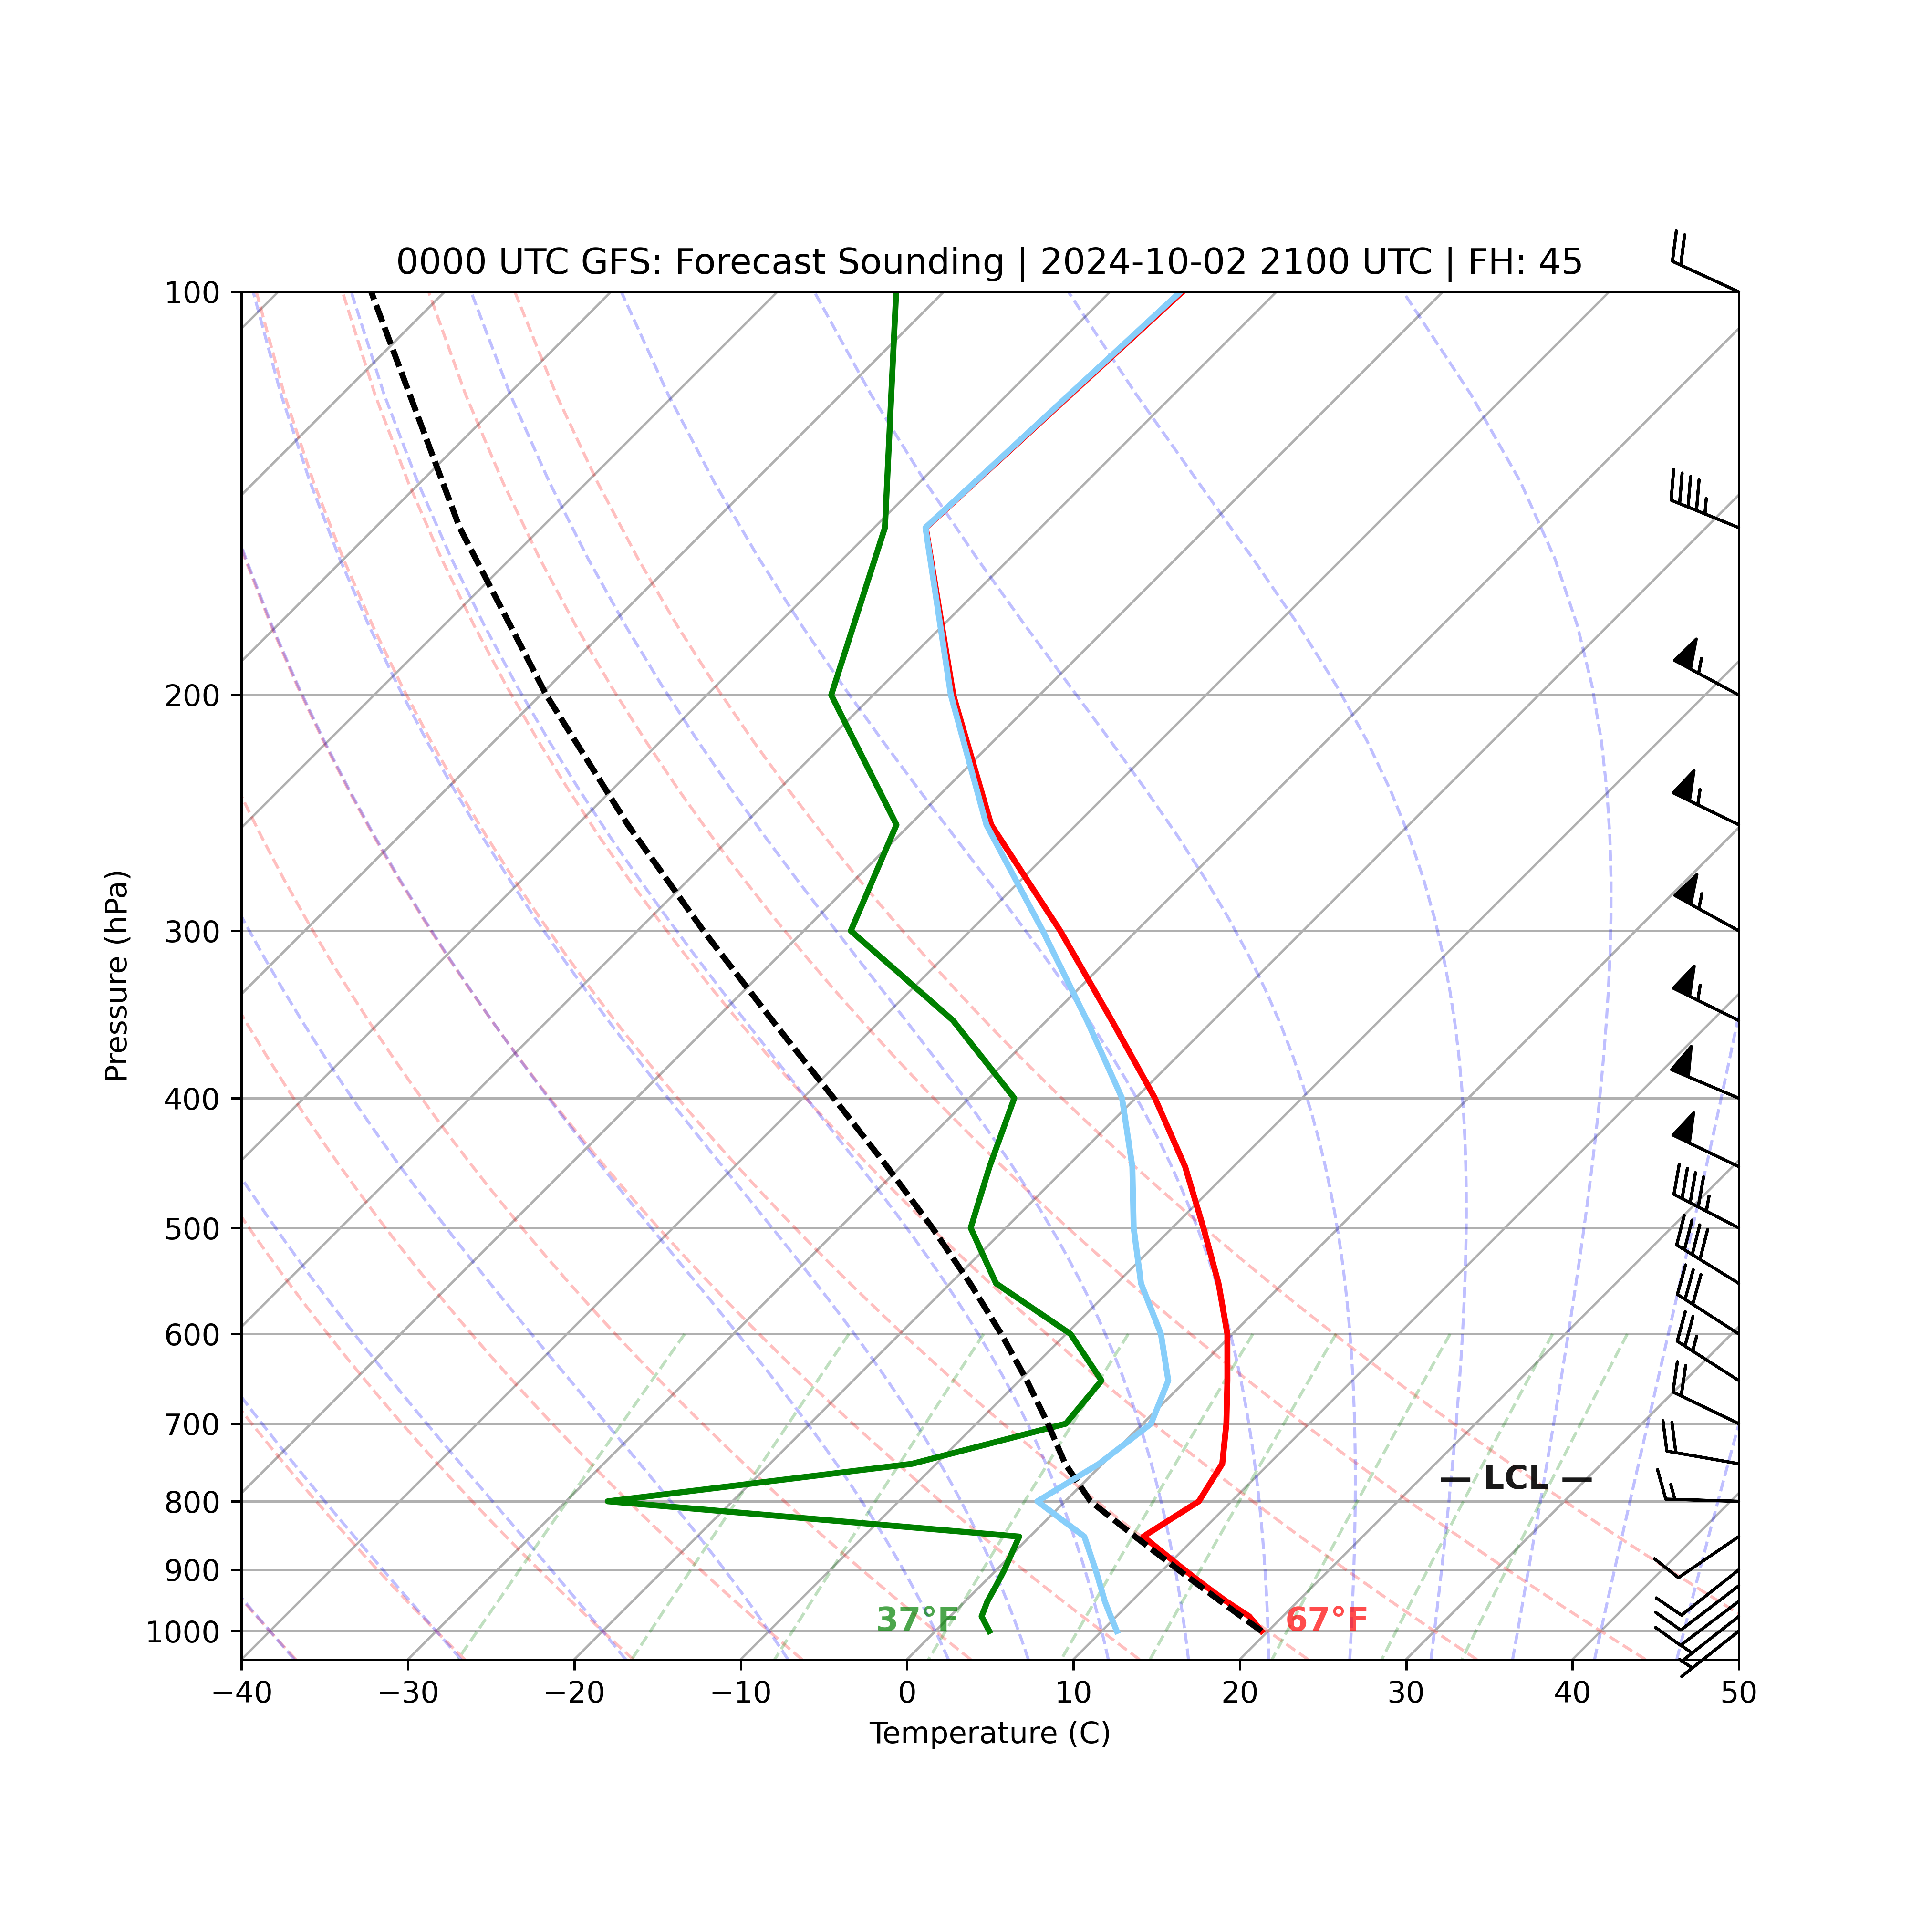 0000 UTC GFS: Forecast Sounding | 2024-10-02 2100 UTC | FH: 45
100
200
300
400
500
600
700
800
900
1000
Pressure (hPa)
— LCL —
37°F
67°F
−40 −30 −20 −10 0 10 20 30 40 50
Temperature (C)